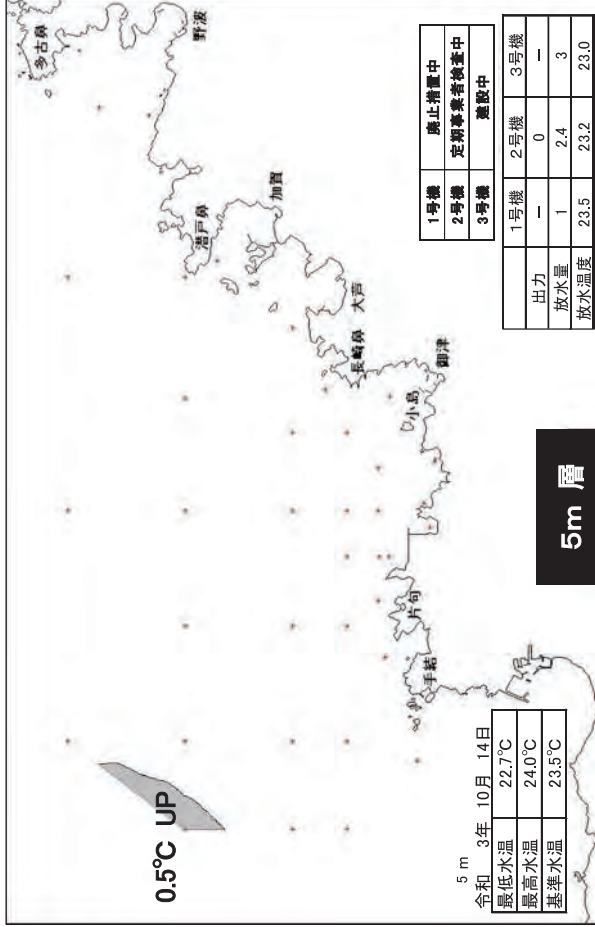 多古鼻
野波
潜戸鼻
加賀
大芦
長崎鼻
御津
小島
片句
手結
0.5℃ UP
5m 層
5 m
令和 3年 10月 14日
最低水温 22.7℃
最高水温 24.0℃
基準水温 23.5℃
1号機 廃止措置中
2号機 定期事業者検査中
3号機 建設中
1号機 2号機 3号機
出力 － 0 －
放水量 1 2.4 3
放水温度 23.5 23.2 23.0